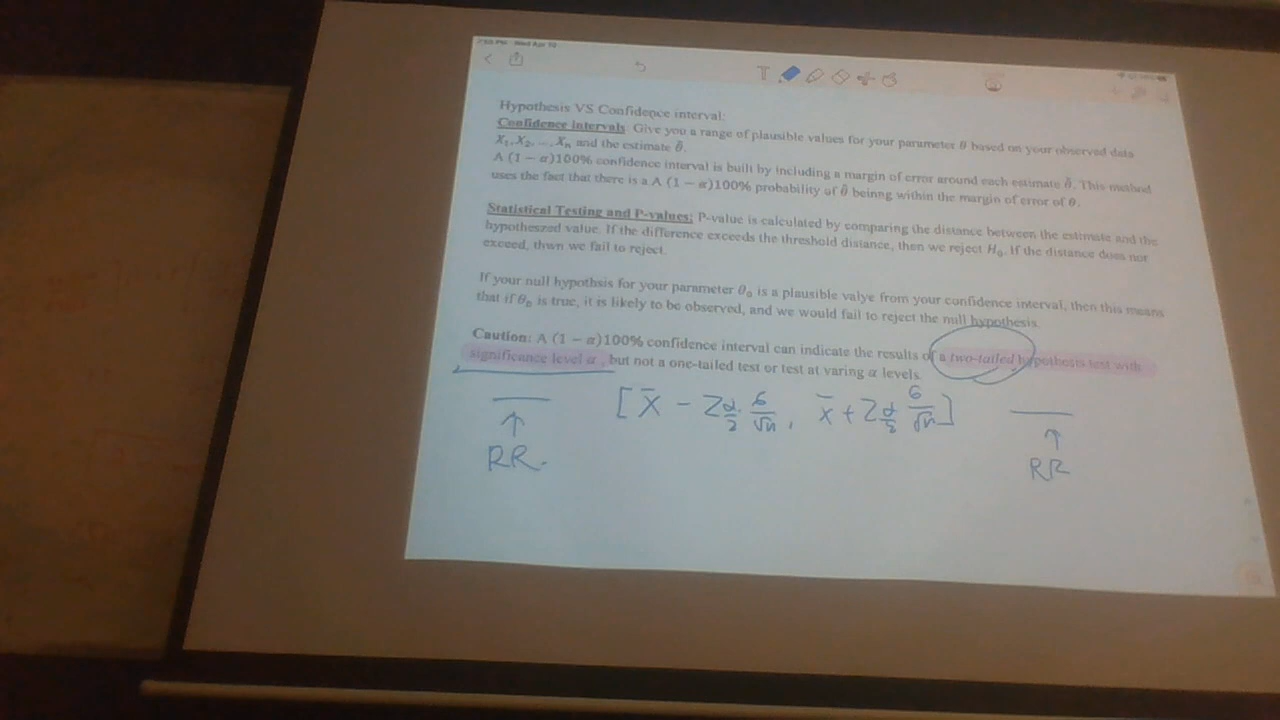 Wed Apr 10
T
Hypothesis VS Confidence interval:
Confidence intervals: Give you a range of plausible values for your parameter θ based on your observed data
X₁, X₂, ..., Xₙ and the estimate θ̂.
A (1 − α)100% confidence interval is built by including a margin of error around each estimate θ̂. This method
uses the fact that there is a A (1 − α)100% probability of θ̂ beinng within the margin of error of θ.
Statistical Testing and P-values: P-value is calculated by comparing the distance between the estimate and the
hypotheszed value. If the difference exceeds the threshold distance, then we reject H₀. If the distance does not
exceed, thwn we fail to reject.
If your null hypothsis for your parameter θ₀ is a plausible valye from your confidence interval, then this means
that if θ₀ is true, it is likely to be observed, and we would fail to reject the null hypothesis.
Caution: A (1 − α)100% confidence interval can indicate the results of a two-tailed hypothesis test with
significance level α, but not a one-tailed test or test at varing α levels.
[x̄ − Z α/2 σ/√n, x̄ + Z α/2 σ/√n]
↑ ↑
RR. RR